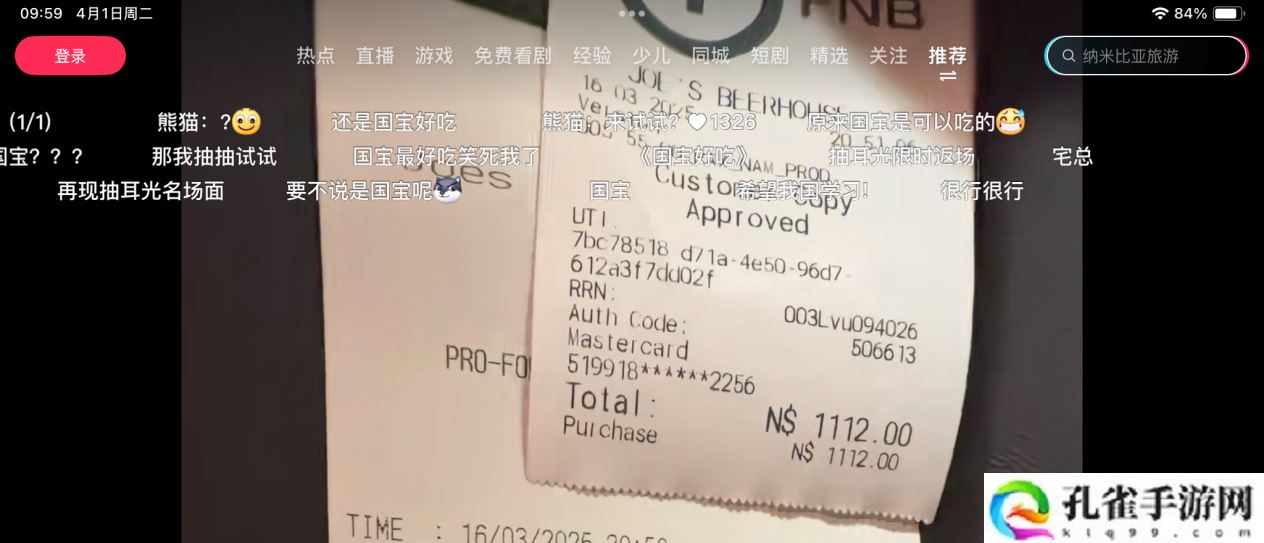 09:59 4月1日周二
84%
登录
热点 直播 游戏 免费看剧 经验 少儿 同城 短剧 精选 关注 推荐
纳米比亚旅游
FNB
JOE'S BEERHOUSE
16 03 2025
(1/1) 熊猫：? 还是国宝好吃 熊猫：来试试? 1326 原来国宝是可以吃的
国宝？？？ 那我抽抽试试 国宝最好吃笑死我了 《国宝好吃》 抽耳光限时返场 宅总
NAM_PROD
再现抽耳光名场面 要不说是国宝呢 国宝 希望我国学习! 很行很行
Customer Copy
Approved
UTI:
7bc78518 d71a-4e50-96d7-
612a3f7dd02f
RRN: 003Lvu094026
Auth Code: 506613
Mastercard
519918******2256
Total: N$ 1112.00
Purchase N$ 1112.00
TIME : 16/03/2025
孔雀手游网
klq99.com